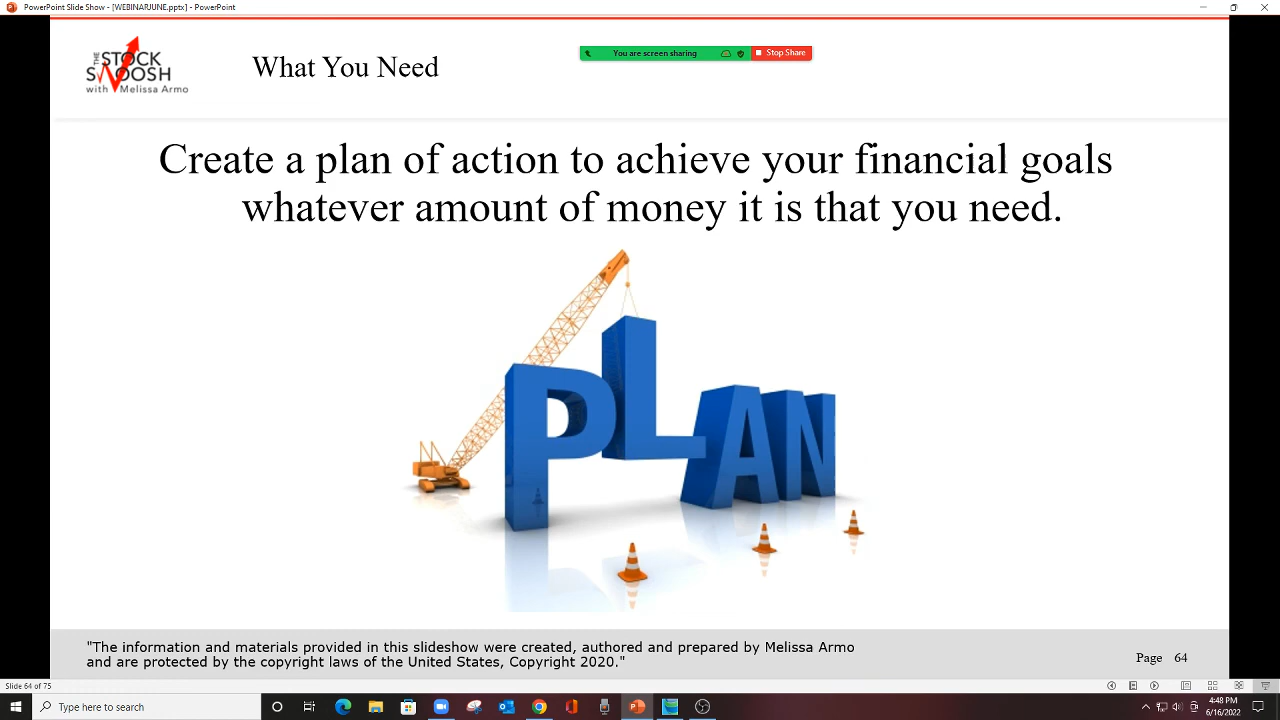 PowerPoint Slide Show - [WEBINARJUNE.pptx] - PowerPoint
You are screen sharing
Stop Share
THE STOCK
SWOOSH
with Melissa Armo
What You Need
Create a plan of action to achieve your financial goals
whatever amount of money it is that you need.
PLAN
"The information and materials provided in this slideshow were created, authored and prepared by Melissa Armo
and are protected by the copyright laws of the United States, Copyright 2020."
Page 64
Slide 64 of 75
Type here to search
4:48 PM
6/16/2022